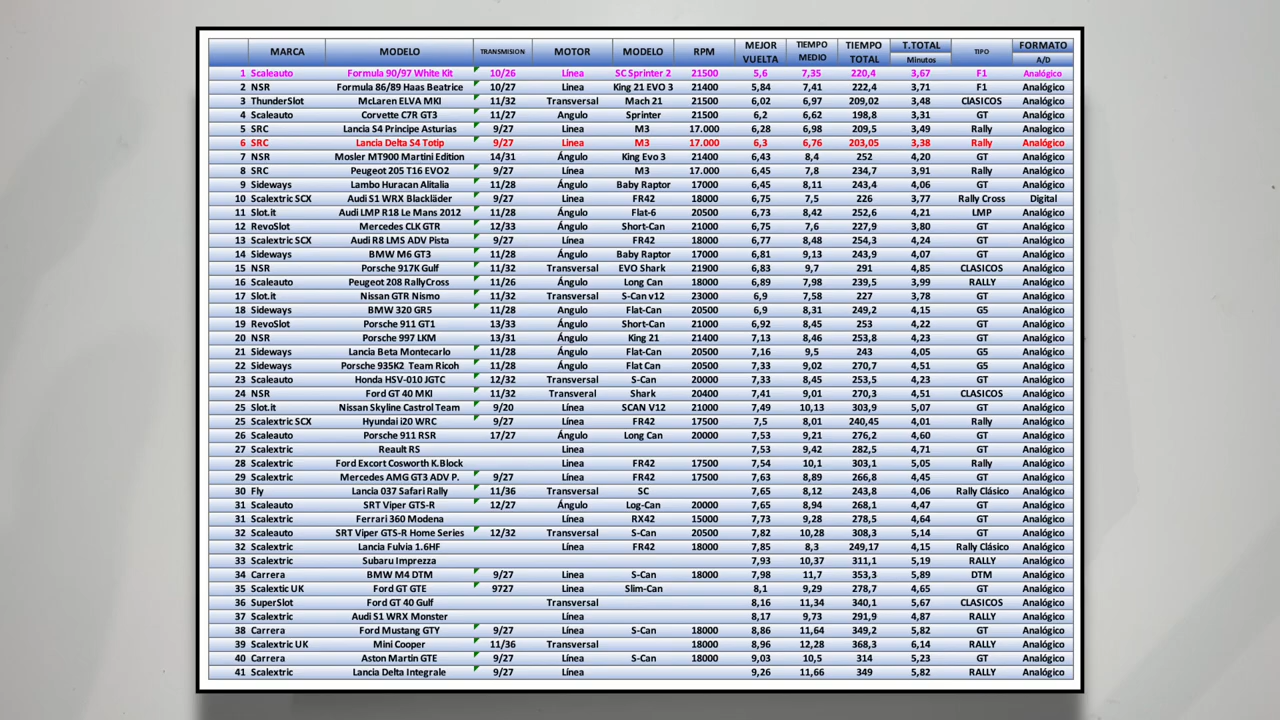 MARCA MODELO TRANSMISION MOTOR MODELO RPM MEJOR VUELTA TIEMPO MEDIO TIEMPO TOTAL T.TOTAL Minutos TIPO FORMATO A/D
1 Scaleauto Formula 90/97 White Kit 10/26 Línea SC Sprinter 2 21500 5,6 7,35 220,4 3,67 F1 Analógico
2 NSR Formula 86/89 Haas Beatrice 10/27 Línea King 21 EVO 3 21400 5,84 7,41 222,4 3,71 F1 Analógico
3 ThunderSlot McLaren ELVA MKI 11/32 Transversal Mach 21 21500 6,02 6,97 209,02 3,48 ClASICOS Analógico
4 Scaleauto Corvette C7R GT3 11/27 Angulo Sprinter 21500 6,2 6,62 198,8 3,31 GT Analógico
5 SRC Lancia S4 Principe Asturias 9/27 Linea M3 17.000 6,28 6,98 209,5 3,49 Rally Analógico
6 SRC Lancia Delta S4 Totip 9/27 Linea M3 17.000 6,3 6,76 203,05 3,38 Rally Analógico
7 NSR Mosler MT900 Martini Edition 14/31 Ángulo King Evo 3 21400 6,43 8,4 252 4,20 GT Analógico
8 SRC Peugeot 205 T16 EVO2 9/27 Línea M3 17.000 6,45 7,8 234,7 3,91 Rally Analógico
9 Sideways Lambo Huracan Alitalia 11/28 Ángulo Baby Raptor 17000 6,45 8,11 243,4 4,06 GT Analógico
10 Scalextric SCX Audi S1 WRX Blackläder 9/27 Linea FR42 18000 6,75 7,5 226 3,77 Rally Cross Digital
11 Slot.it Audi LMP R18 Le Mans 2012 11/28 Ángulo Flat-6 20500 6,73 8,42 252,6 4,21 LMP Analógico
12 RevoSlot Mercedes CLK GTR 12/33 Ángulo Short-Can 21000 6,75 7,6 227,9 3,80 GT Analógico
13 Scalextric SCX Audi R8 LMS ADV Pista 9/27 Línea FR42 18000 6,77 8,48 254,3 4,24 GT Analógico
14 Sideways BMW M6 GT3 11/28 Ángulo Baby Raptor 17000 6,81 9,13 243,9 4,07 GT Analógico
15 NSR Porsche 917K Gulf 11/32 Transversal EVO Shark 21900 6,83 9,7 291 4,85 CLASICOS Analógico
16 Scaleauto Peugeot 208 RallyCross 11/26 Ángulo Long Can 18000 6,89 7,98 239,5 3,99 RALLY Analógico
17 Slot.it Nissan GTR Nismo 11/32 Transversal S-Can v12 23000 6,9 7,58 227 3,78 GT Analógico
18 Sideways BMW 320 GR5 11/28 Ángulo Flat-Can 20500 6,9 8,31 249,2 4,15 G5 Analógico
19 RevoSlot Porsche 911 GT1 13/33 Ángulo Short-Can 21000 6,92 8,45 253 4,22 GT Analógico
20 NSR Porsche 997 LKM 13/31 Ángulo King 21 21400 7,13 8,46 253,8 4,23 GT Analógico
21 Sideways Lancia Beta Montecarlo 11/28 Ángulo Flat-Can 20500 7,16 9,5 243 4,05 G5 Analógico
22 Sideways Porsche 935K2 Team Ricoh 11/28 Ángulo Flat Can 20500 7,33 9,02 270,7 4,51 G5 Analógico
23 Scaleauto Honda HSV-010 JGTC 12/32 Transversal S-Can 20000 7,33 8,45 253,5 4,23 GT Analógico
24 NSR Ford GT 40 MKI 11/32 Transveral Shark 20400 7,41 9,01 270,3 4,51 CLASICOS Analógico
25 Slot.it Nissan Skyline Castrol Team 9/20 Línea SCAN V12 21000 7,49 10,13 303,9 5,07 GT Analógico
25 Scalextric SCX Hyundai i20 WRC 9/27 Línea FR42 17500 7,5 8,01 240,45 4,01 Rally Analógico
26 Scaleauto Porsche 911 RSR 17/27 Ángulo Long Can 20000 7,53 9,21 276,2 4,60 GT Analógico
27 Scalextric Reault RS Linea 7,53 9,42 282,5 4,71 GT Analógico
28 Scalextric Ford Excort Cosworth K.Block Línea FR42 17500 7,54 10,1 303,1 5,05 Rally Analógico
29 Scalextric Mercedes AMG GT3 ADV P. 9/27 Línea FR42 17500 7,63 8,89 266,8 4,45 GT Analógico
30 Fly Lancia 037 Safari Rally 11/36 Transversal SC 7,65 8,12 243,8 4,06 Rally Clásico Analógico
31 Scaleauto SRT Viper GTS-R 12/27 Ángulo Log-Can 20000 7,65 8,94 268,1 4,47 GT Analógico
31 Scalextric Ferrari 360 Modena Línea RX42 15000 7,73 9,28 278,5 4,64 GT Analógico
32 Scaleauto SRT Viper GTS-R Home Series 12/32 Transversal S-Can 20500 7,82 10,28 308,3 5,14 GT Analógico
32 Scalextric Lancia Fulvia 1.6HF Línea FR42 18000 7,85 8,3 249,17 4,15 Rally Clásico Analógico
33 Scalextric Subaru Imprezza 7,93 10,37 311,1 5,19 RALLY Analógico
34 Carrera BMW M4 DTM 9/27 Linea S-Can 18000 7,98 11,7 353,3 5,89 DTM Analógico
35 Scalextic UK Ford GT GTE 9727 Linea Slim-Can 8,1 9,29 278,7 4,65 GT Analógico
36 SuperSlot Ford GT 40 Gulf Transversal 8,16 11,34 340,1 5,67 CLASICOS Analógico
37 Scalextric Audi S1 WRX Monster Línea 8,17 9,73 291,9 4,87 RALLY Analógico
38 Carrera Ford Mustang GTY 9/27 Línea S-Can 18000 8,86 11,64 349,2 5,82 GT Analógico
39 Scalextric UK Mini Cooper 11/36 Transversal 18000 8,96 12,28 368,3 6,14 RALLY Analógico
40 Carrera Aston Martin GTE 9/27 Línea S-Can 18000 9,03 10,5 314 5,23 GT Analógico
41 Scalextric Lancia Delta Integrale 9/27 Línea 9,26 11,66 349 5,82 RALLY Analógico